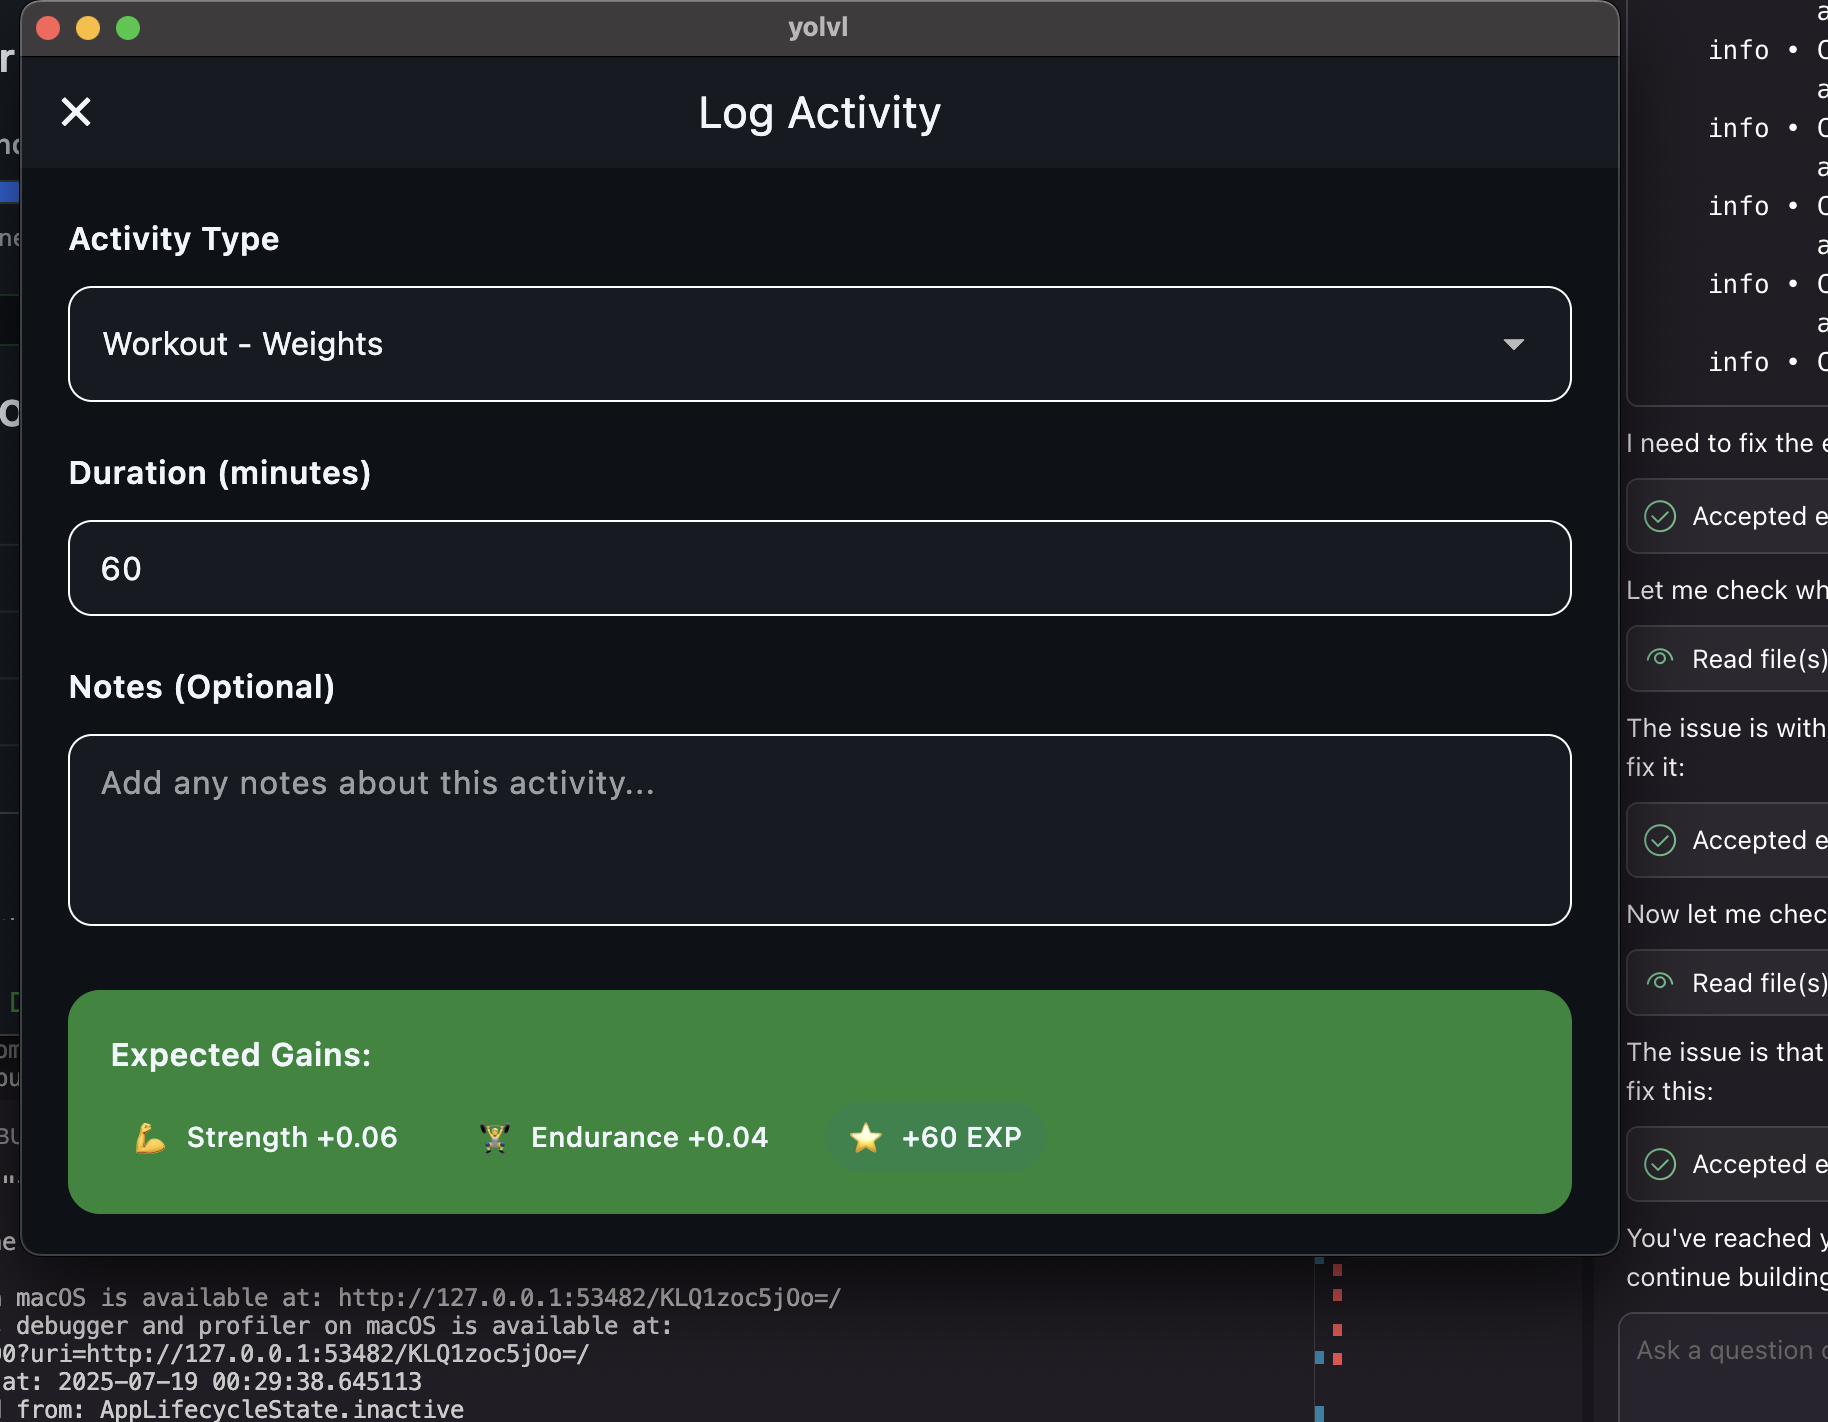 yolvl
Log Activity
Activity Type
Workout - Weights
Duration (minutes)
60
Notes (Optional)
Add any notes about this activity...
Expected Gains:
💪 Strength +0.06
🏋 Endurance +0.04
⭐ +60 EXP
macOS is available at: http://127.0.0.1:53482/KLQ1zoc5jOo=/
debugger and profiler on macOS is available at:
?uri=http://127.0.0.1:53482/KLQ1zoc5jOo=/
at: 2025-07-19 00:29:38.645113
from: AppLifecycleState.inactive
info •
info •
info •
info •
info •
I need to fix the
Accepted
Let me check
Read file(s)
The issue is with
fix it:
Accepted
Now let me
Read file(s)
The issue is that
fix this:
Accepted
You've reached
continue building
Ask a question